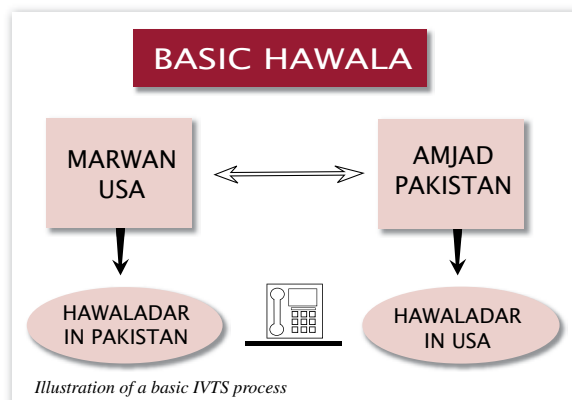 BASIC HAWALA
MARWAN
USA
AMJAD
PAKISTAN
HAWALADAR
IN PAKISTAN
HAWALADAR
IN USA
Illustration of a basic IVTS process